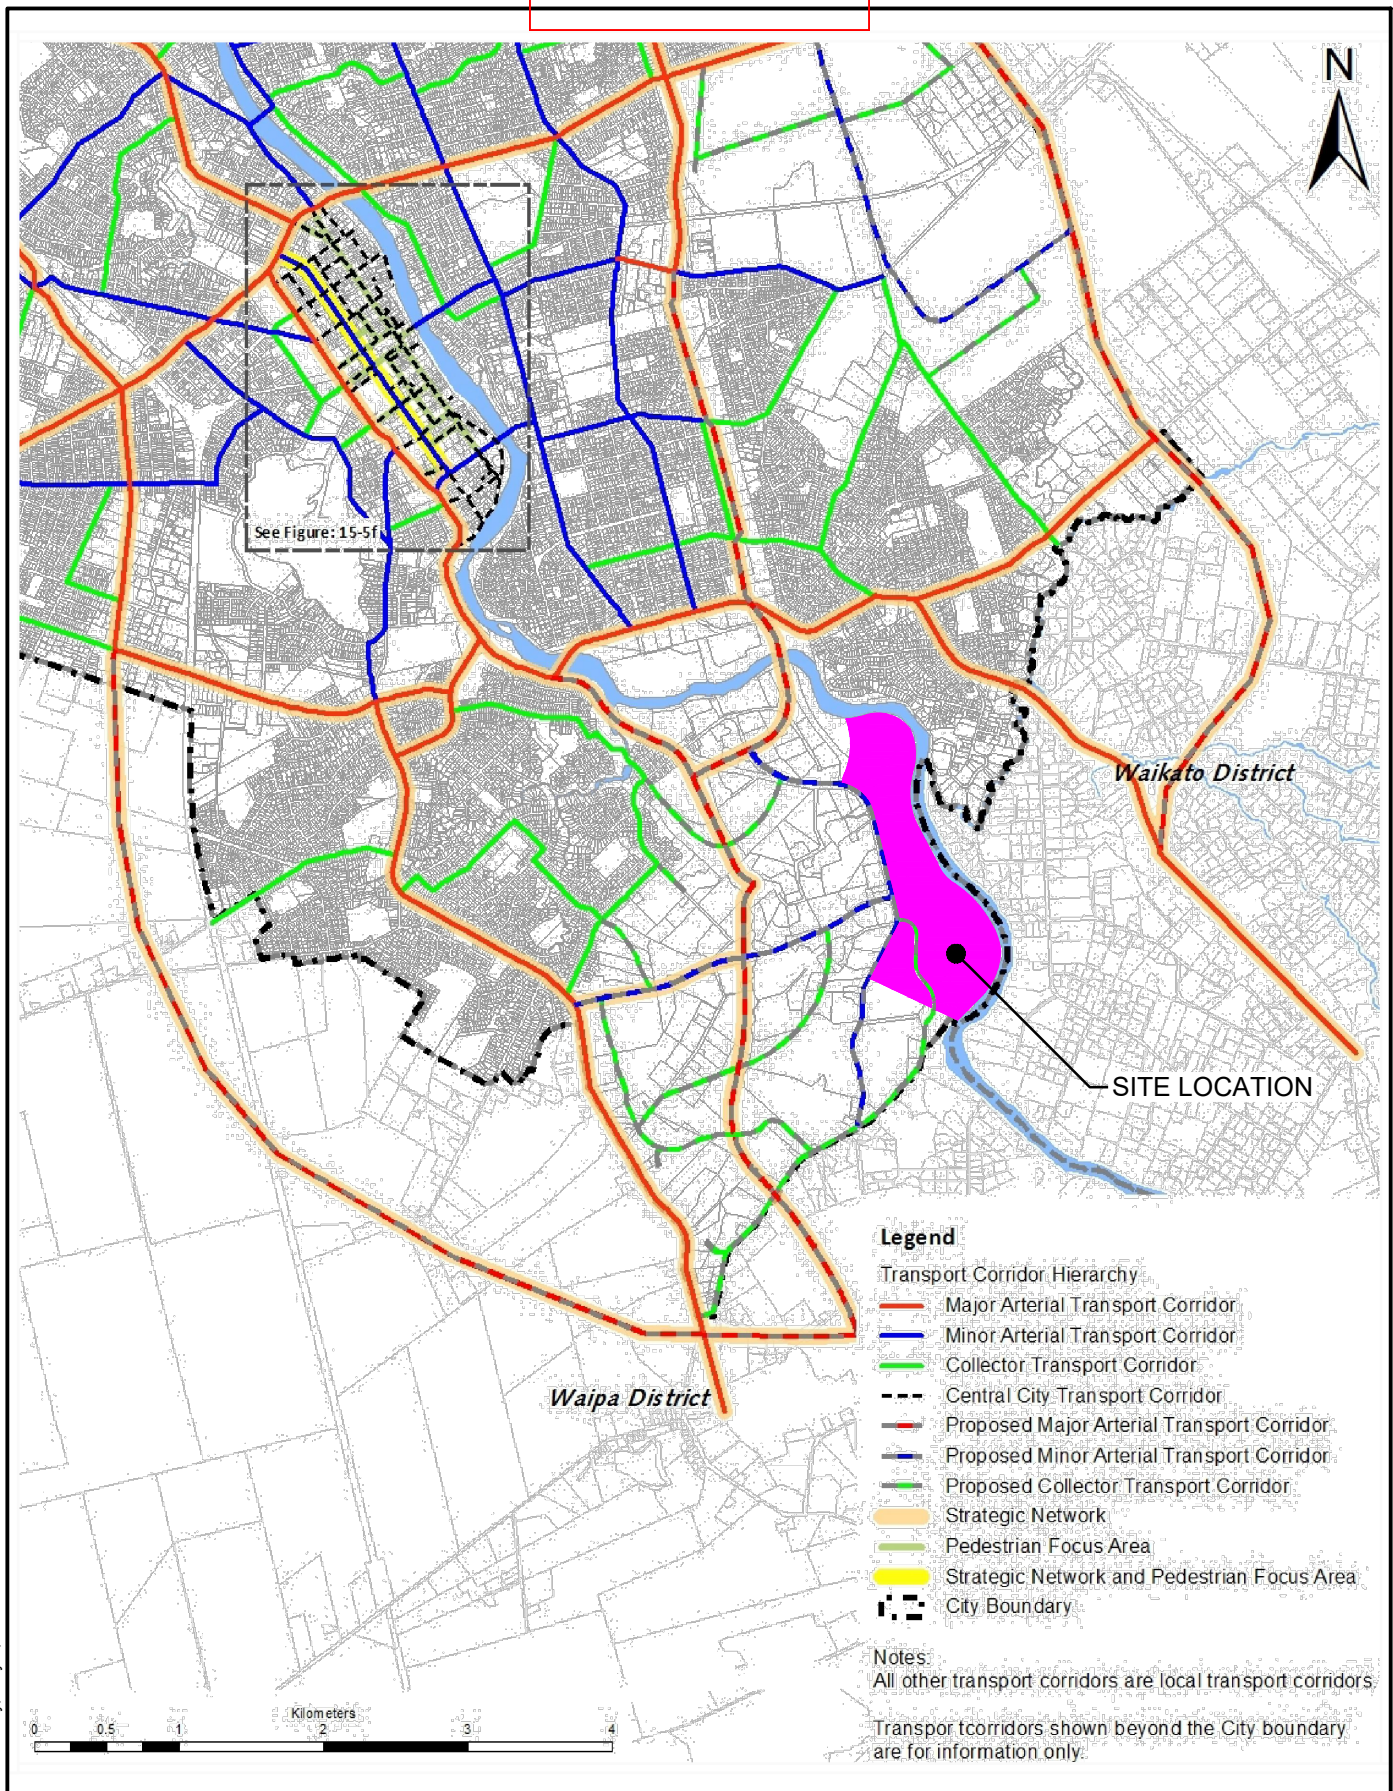 N
See Figure: 15-5f
Waikato District
SITE LOCATION
Waipa District
Legend
Transport Corridor Hierarchy
Major Arterial Transport Corridor
Minor Arterial Transport Corridor
Collector Transport Corridor
Central City Transport Corridor
Proposed Major Arterial Transport Corridor
Proposed Minor Arterial Transport Corridor
Proposed Collector Transport Corridor
Strategic Network
Pedestrian Focus Area
Strategic Network and Pedestrian Focus Area
City Boundary
Notes:
All other transport corridors are local transport corridors.
Transpor tcorridors shown beyond the City boundary
are for information only.
Kilometers
0 0.5 1 2 3 4